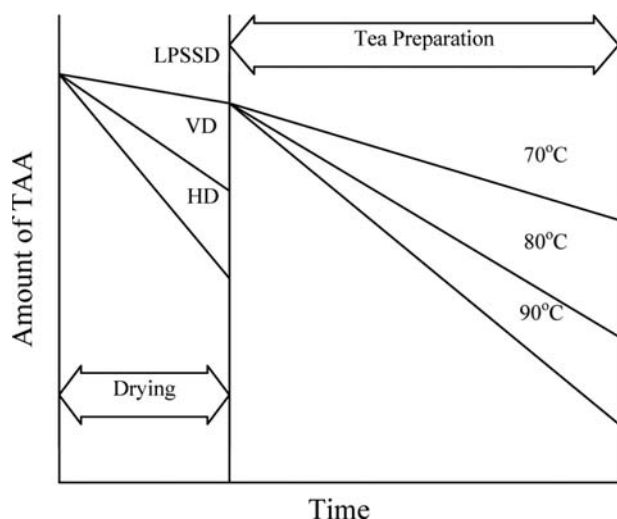 Tea Preparation
LPSSD
VD
HD
70°C
80°C
90°C
Amount of TAA
Drying
Time